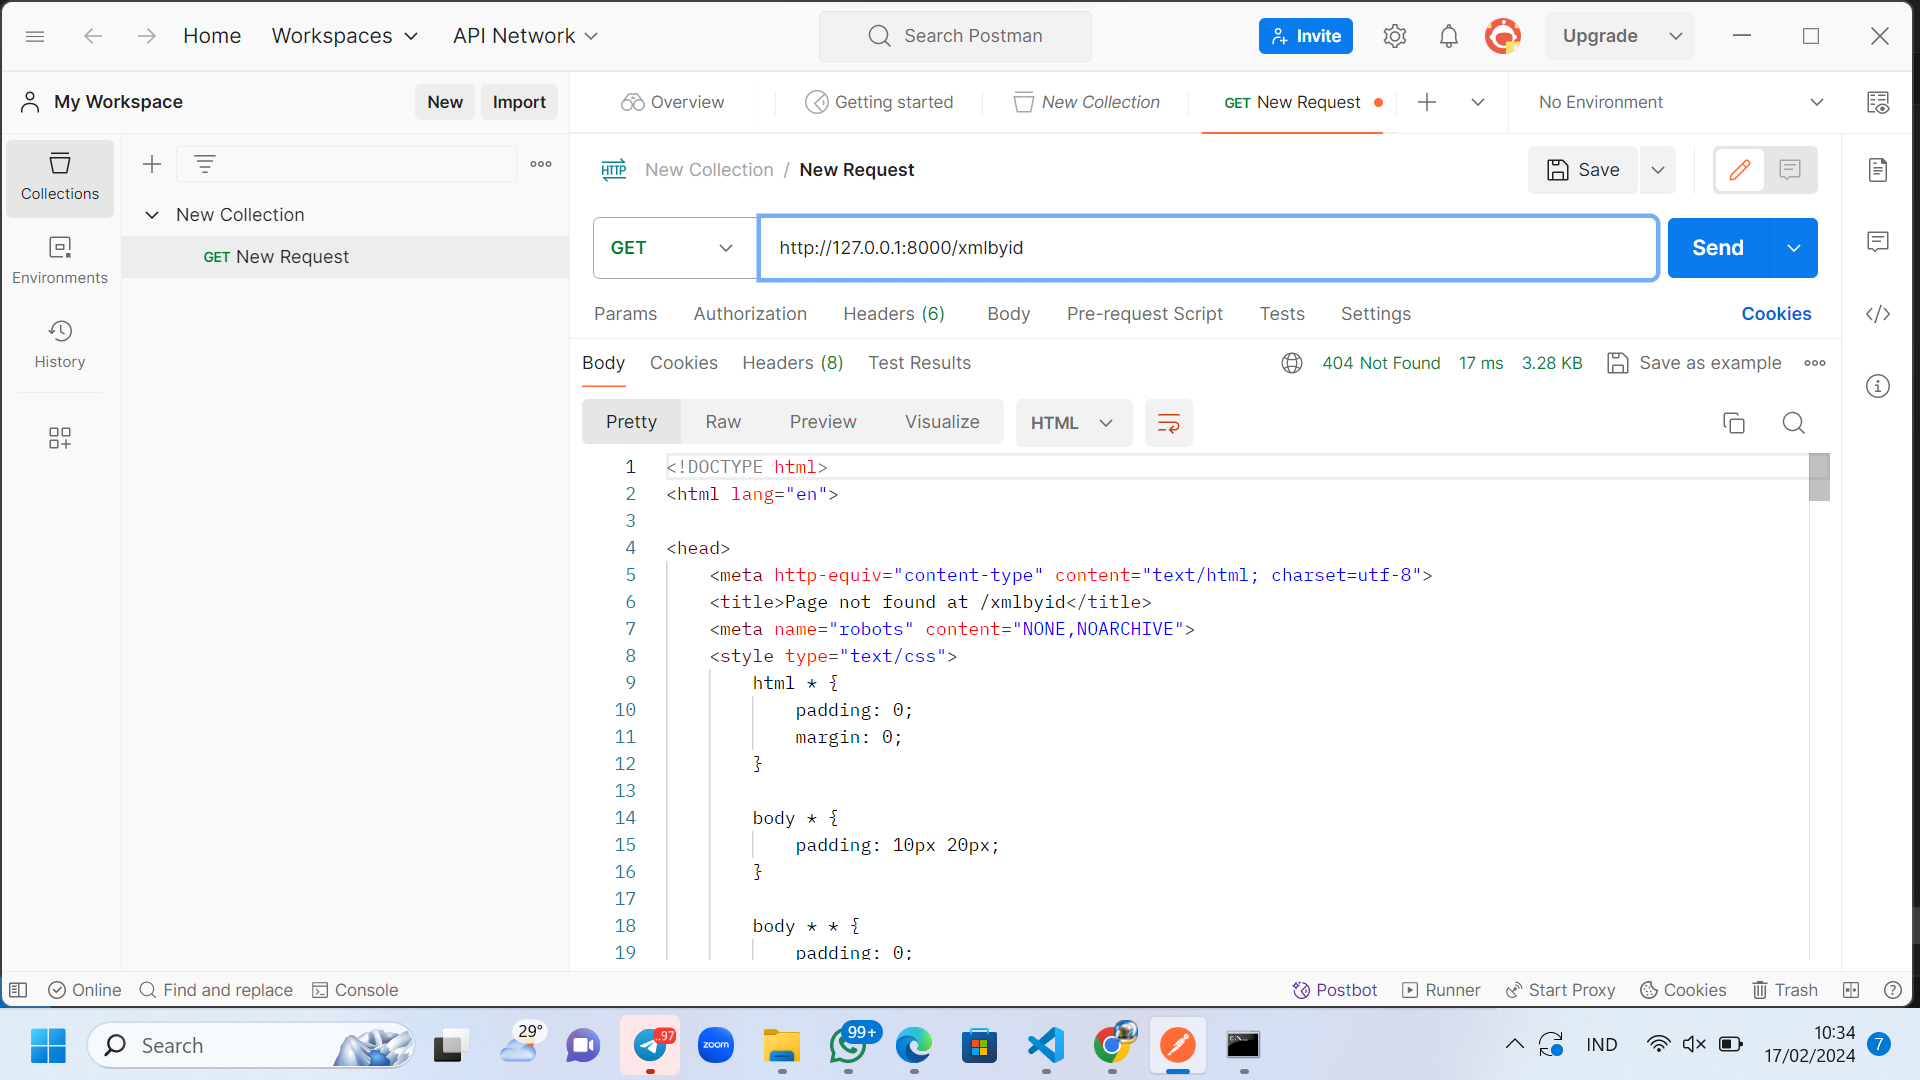 Home Workspaces API Network Search Postman Invite Upgrade
My Workspace New Import Overview Getting started New Collection GET New Request No Environment
Collections
Environments
History
New Collection
GET New Request
HTTP New Collection / New Request Save
GET http://127.0.0.1:8000/xmlbyid Send
Params Authorization Headers (6) Body Pre-request Script Tests Settings Cookies
Body Cookies Headers (8) Test Results 404 Not Found 17 ms 3.28 KB Save as example
Pretty Raw Preview Visualize HTML
1 <!DOCTYPE html>
2 <html lang="en">
3
4 <head>
5 <meta http-equiv="content-type" content="text/html; charset=utf-8">
6 <title>Page not found at /xmlbyid</title>
7 <meta name="robots" content="NONE,NOARCHIVE">
8 <style type="text/css">
9 html * {
10 padding: 0;
11 margin: 0;
12 }
13
14 body * {
15 padding: 10px 20px;
16 }
17
18 body * * {
19 padding: 0;
Online Find and replace Console Postbot Runner Start Proxy Cookies Trash
Search 29° ..97 zoom 99+ IND 10:34
17/02/2024 7